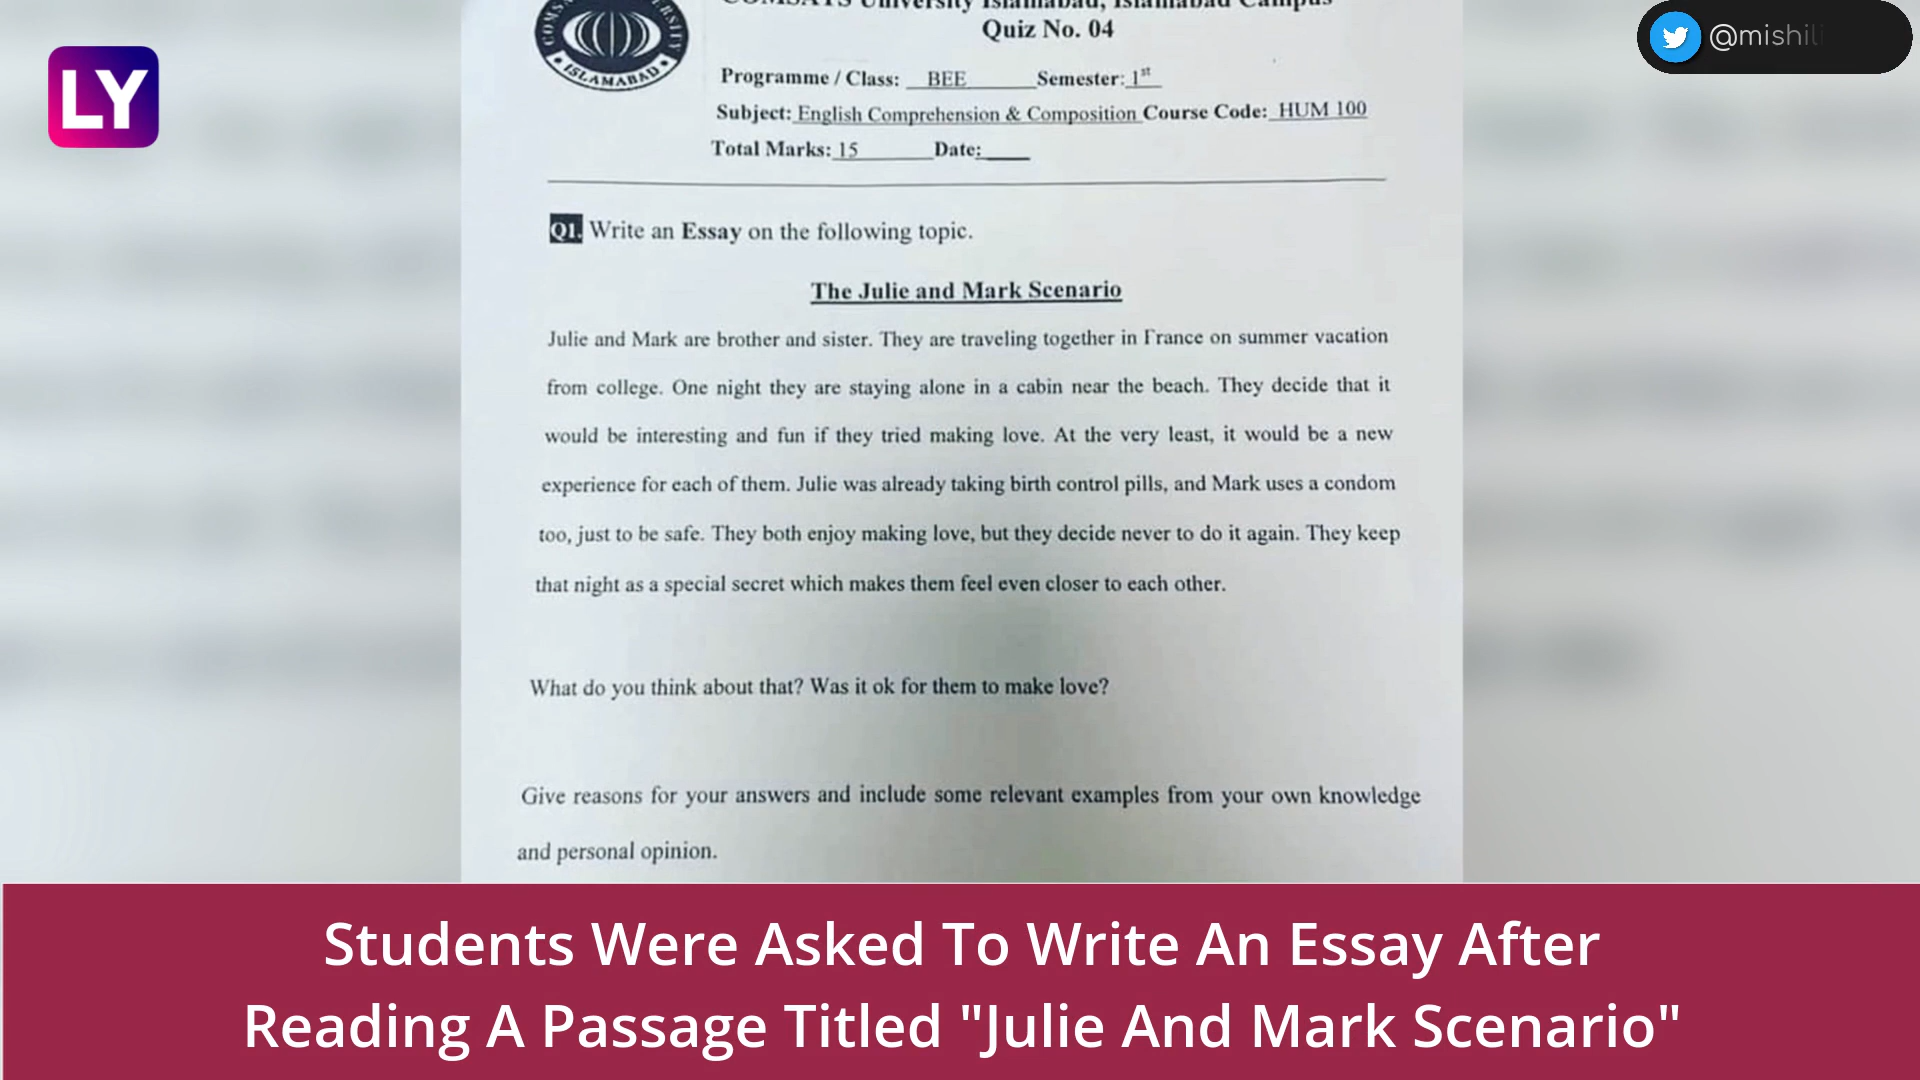 COMSATS University Islamabad, Islamabad Campus
Quiz No. 04
ISLAMABAD
LY
@mishili
Programme / Class: BEE Semester: 1st
Subject: English Comprehension & Composition Course Code: HUM 100
Total Marks: 15 Date:
Q1. Write an Essay on the following topic.
The Julie and Mark Scenario
Julie and Mark are brother and sister. They are traveling together in France on summer vacation
from college. One night they are staying alone in a cabin near the beach. They decide that it
would be interesting and fun if they tried making love. At the very least, it would be a new
experience for each of them. Julie was already taking birth control pills, and Mark uses a condom
too, just to be safe. They both enjoy making love, but they decide never to do it again. They keep
that night as a special secret which makes them feel even closer to each other.
What do you think about that? Was it ok for them to make love?
Give reasons for your answers and include some relevant examples from your own knowledge
and personal opinion.
Students Were Asked To Write An Essay After
Reading A Passage Titled "Julie And Mark Scenario"